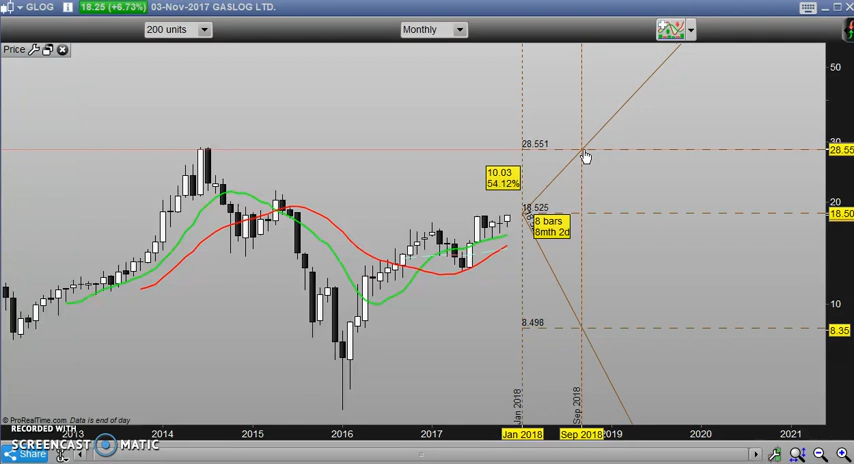 GLOG 18.25 (+6.73%) 03-Nov-2017 GASLOG LTD.
200 units Monthly
Price
50
28.551 28.55
10.03
54.12%
20
18.525 18.50
8 bars
8mth 2d
10
8.498 8.35
Jan 2018 Sep 2018
© ProRealTime.com Data is end of day
2013 2014 2015 2016 2017 Jan 2018 Sep 2018 2019 2020 2021
RECORDED WITH
SCREENCAST MATIC
Share